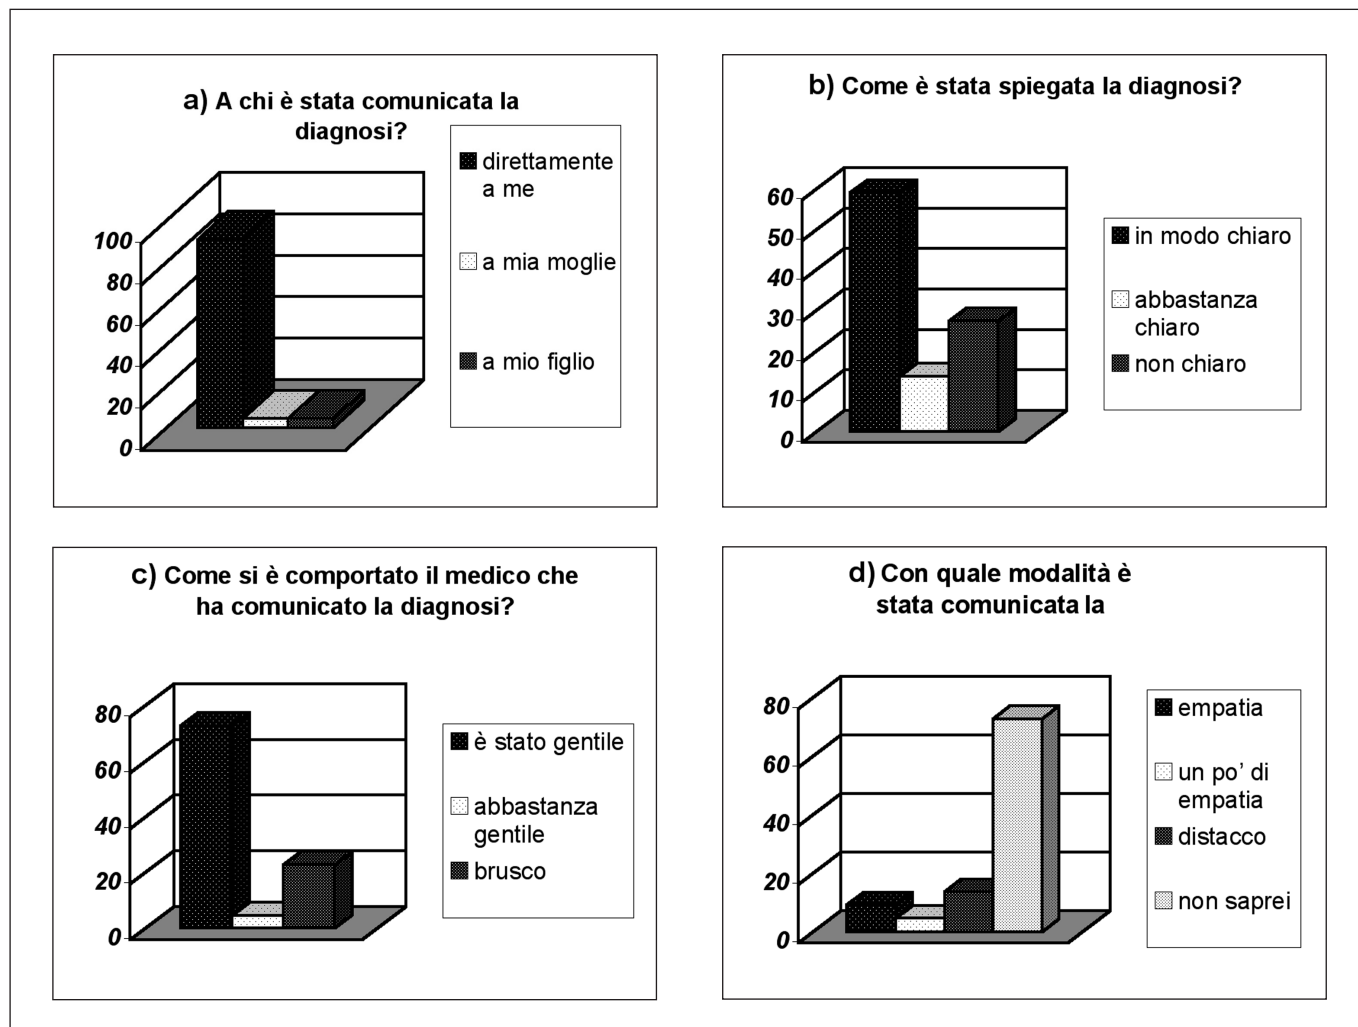 a) A chi è stata comunicata la
diagnosi?
100
80
60
40
20
0
direttamente
a me
a mia moglie
a mio figlio
b) Come è stata spiegata la diagnosi?
60
50
40
30
20
10
0
in modo chiaro
abbastanza
chiaro
non chiaro
c) Come si è comportato il medico che
ha comunicato la diagnosi?
80
60
40
20
0
è stato gentile
abbastanza
gentile
brusco
d) Con quale modalità è
stata comunicata la
80
60
40
20
0
empatia
un po' di
empatia
distacco
non saprei